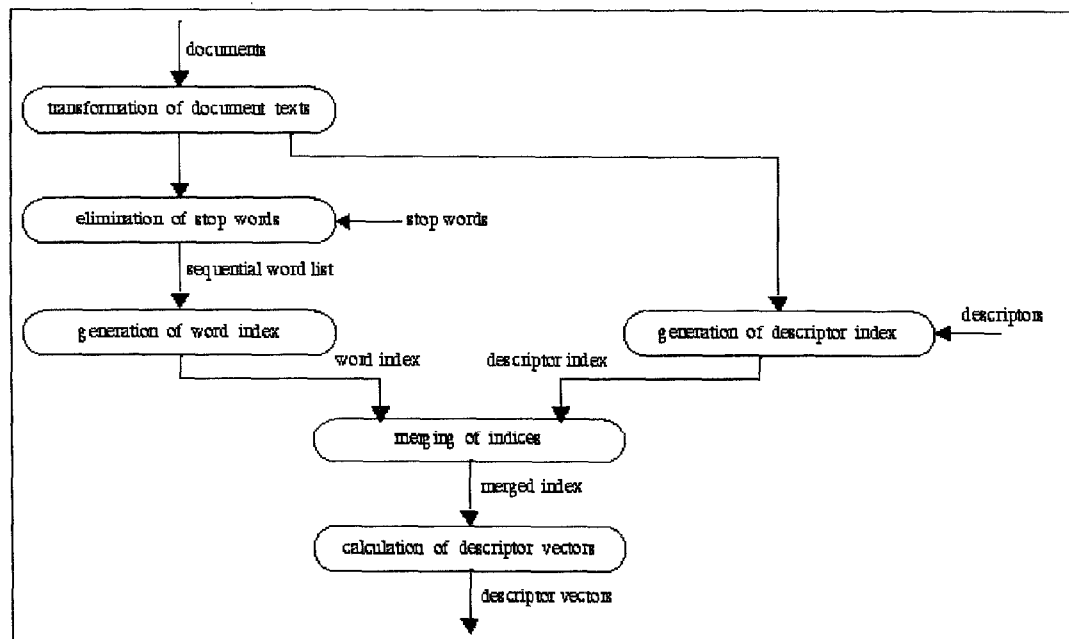 documents
transformation of document texts
elimination of stop words
stop words
sequential word list
generation of word index
generation of descriptor index
descriptors
word index
descriptor index
merging of indices
merged index
calculation of descriptor vectors
descriptor vectors